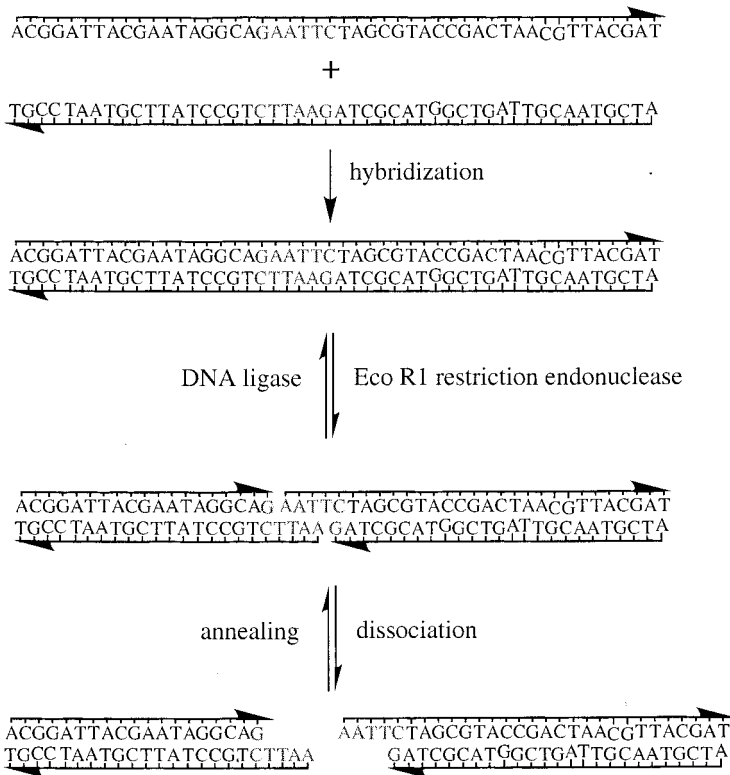 ACGGATTACGAATAGGCAGAATTCTAGCGTACCGACTAACGTTACGAT
+
TGCCTAATGCTTATCCGTCTTAAGATCGCATGGCTGATTGCAATGCTA
hybridization
ACGGATTACGAATAGGCAGAATTCTAGCGTACCGACTAACGTTACGAT
TGCCTAATGCTTATCCGTCTTAAGATCGCATGGCTGATTGCAATGCTA
DNA ligase Eco R1 restriction endonuclease
ACGGATTACGAATAGGCAG AATTCTAGCGTACCGACTAACGTTACGAT
TGCCTAATGCTTATCCGTCTTAA GATCGCATGGCTGATTGCAATGCTA
annealing dissociation
ACGGATTACGAATAGGCAG AATTCTAGCGTACCGACTAACGTTACGAT
TGCCTAATGCTTATCCGTCTTAA GATCGCATGGCTGATTGCAATGCTA